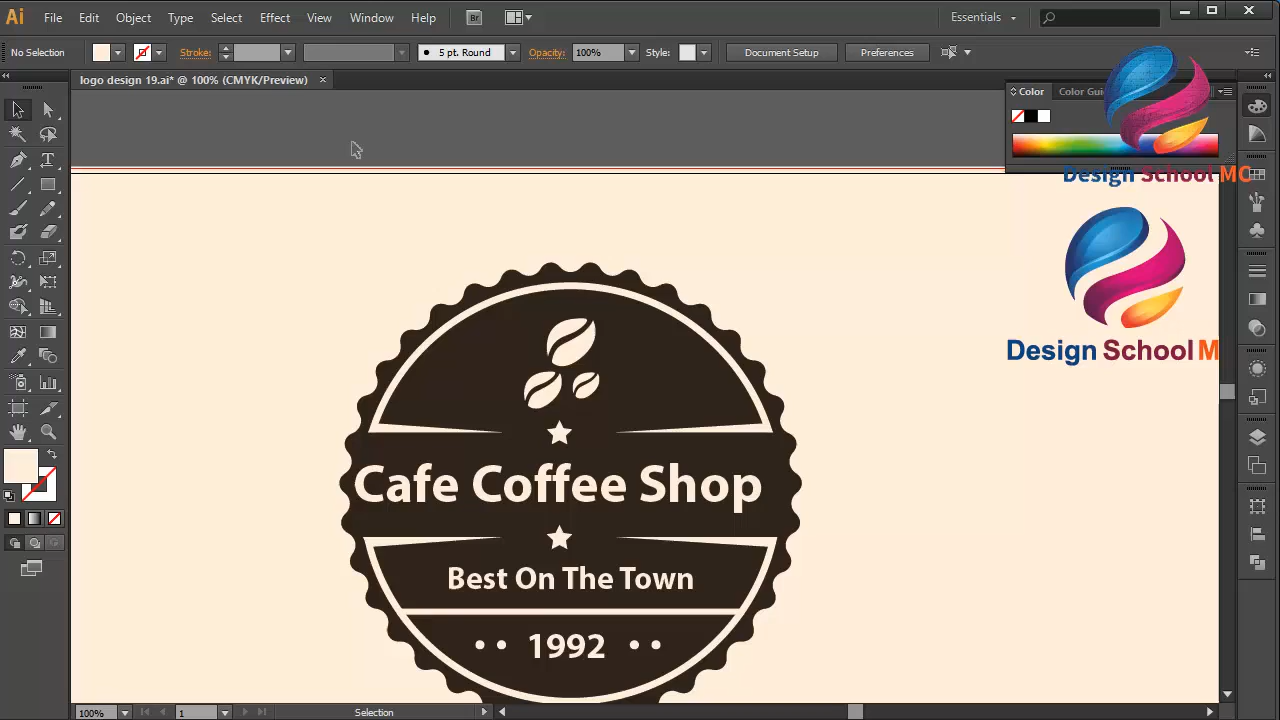 Ai File Edit Object Type Select Effect View Window Help Br Essentials
No Selection Stroke: 5 pt. Round Opacity: 100% Style: Document Setup Preferences
logo design 19.ai* @ 100% (CMYK/Preview) ×
Color Color Gui
Design School MC
Design School M
Cafe Coffee Shop
Best On The Town
•• 1992 ••
100% 1 Selection